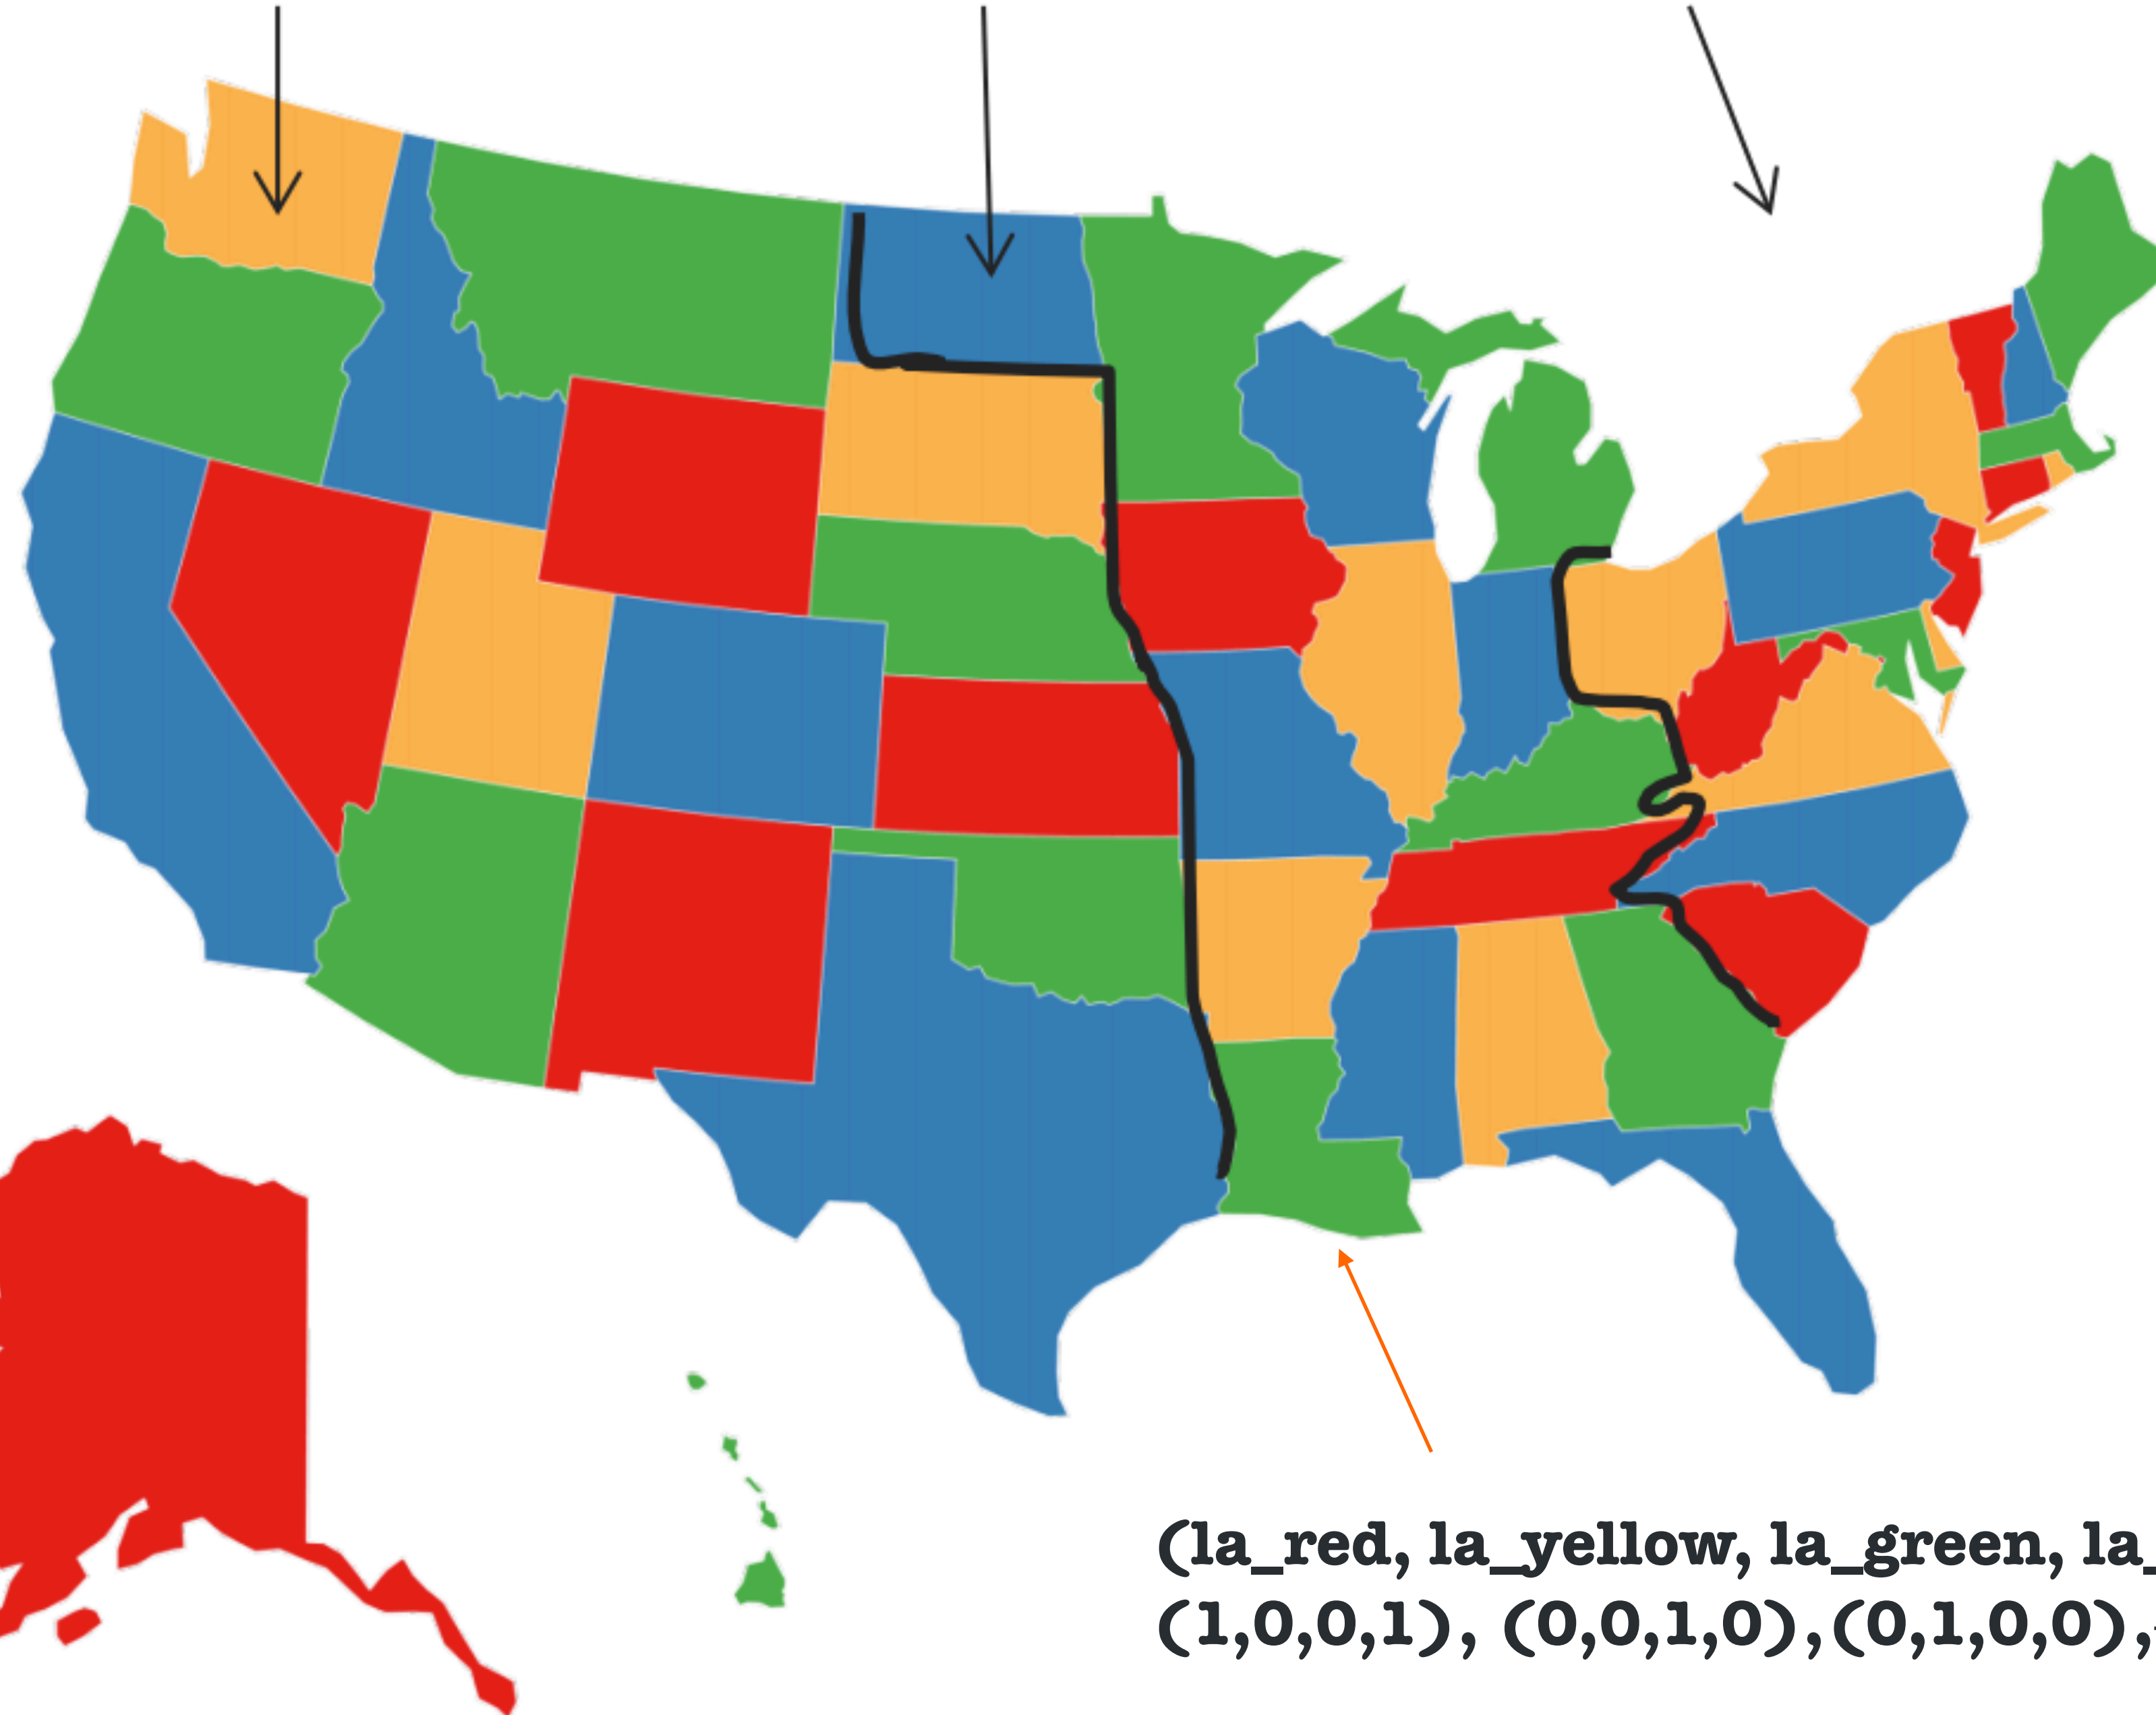 (la_red, la_yellow, la_green, la_
(1,0,0,1), (0,0,1,0),(0,1,0,0),